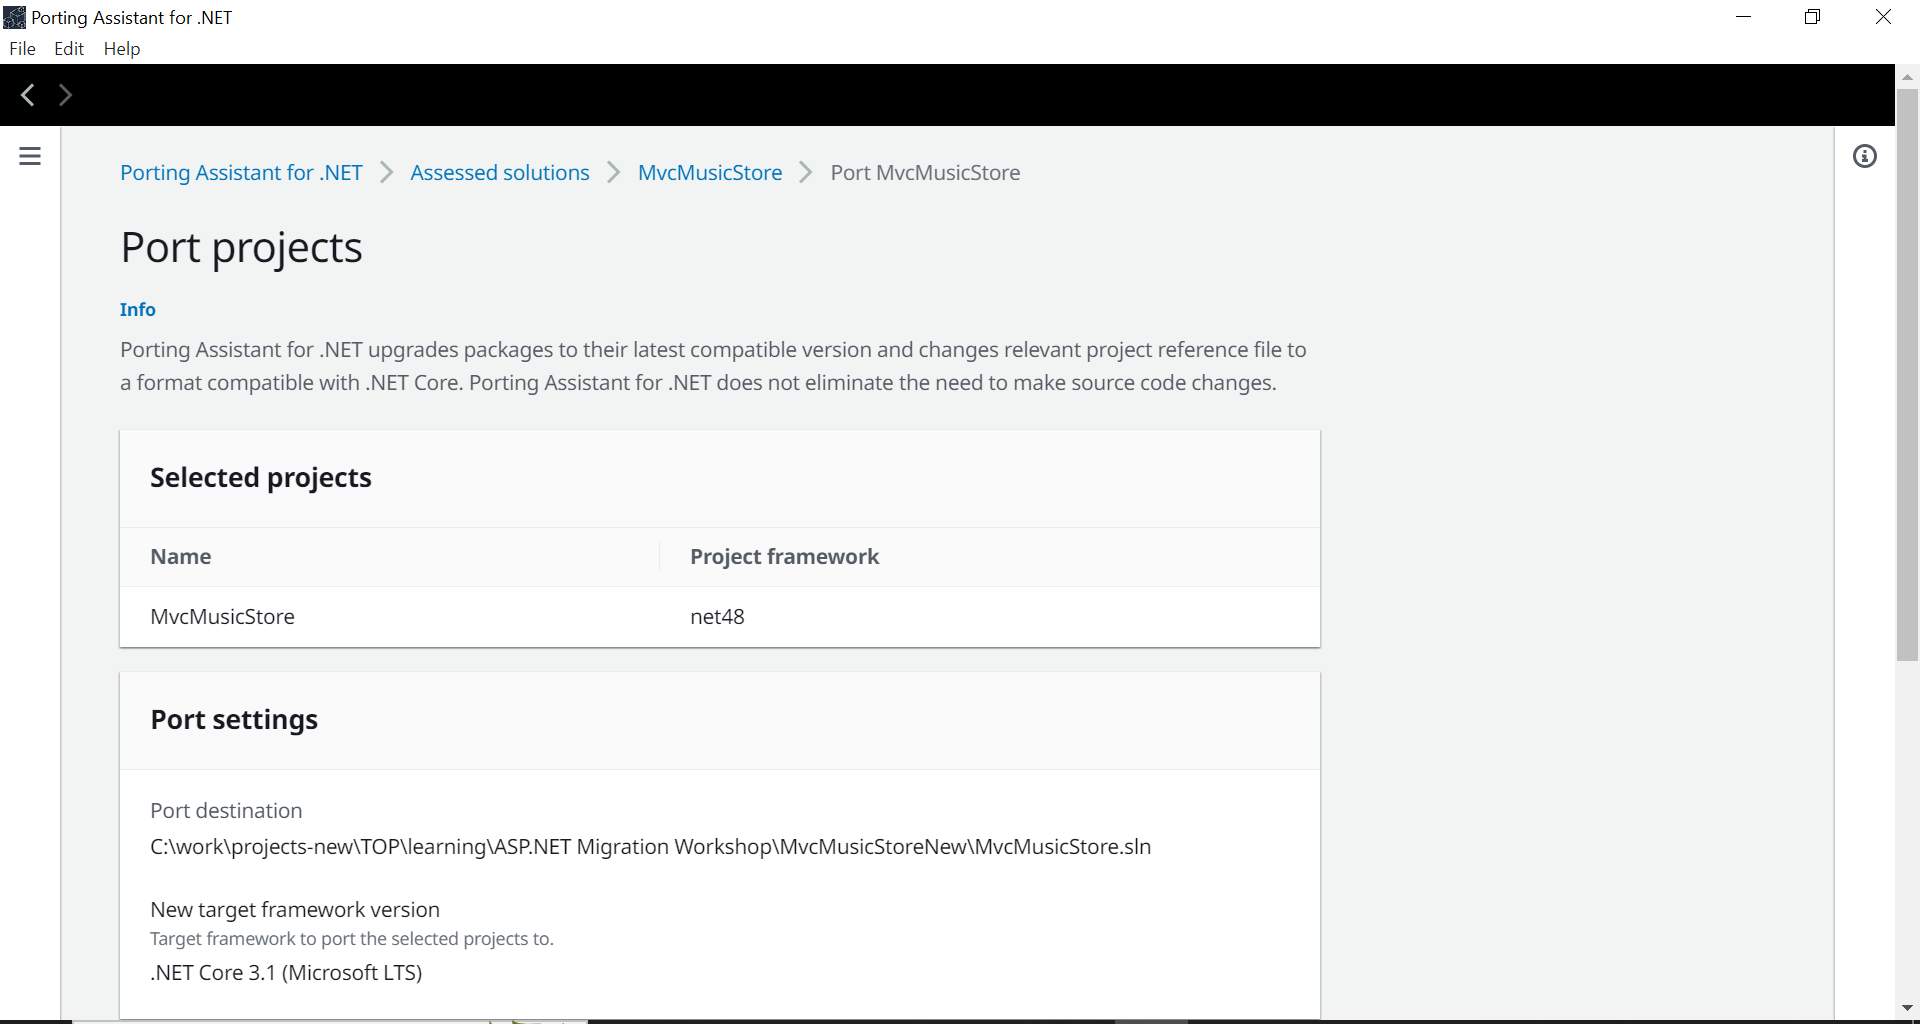 Porting Assistant for .NET
File Edit Help
Porting Assistant for .NET > Assessed solutions > MvcMusicStore > Port MvcMusicStore
Port projects
Info
Porting Assistant for .NET upgrades packages to their latest compatible version and changes relevant project reference file to
a format compatible with .NET Core. Porting Assistant for .NET does not eliminate the need to make source code changes.
Selected projects
Name Project framework
MvcMusicStore net48
Port settings
Port destination
C:\work\projects-new\TOP\learning\ASP.NET Migration Workshop\MvcMusicStoreNew\MvcMusicStore.sln
New target framework version
Target framework to port the selected projects to.
.NET Core 3.1 (Microsoft LTS)